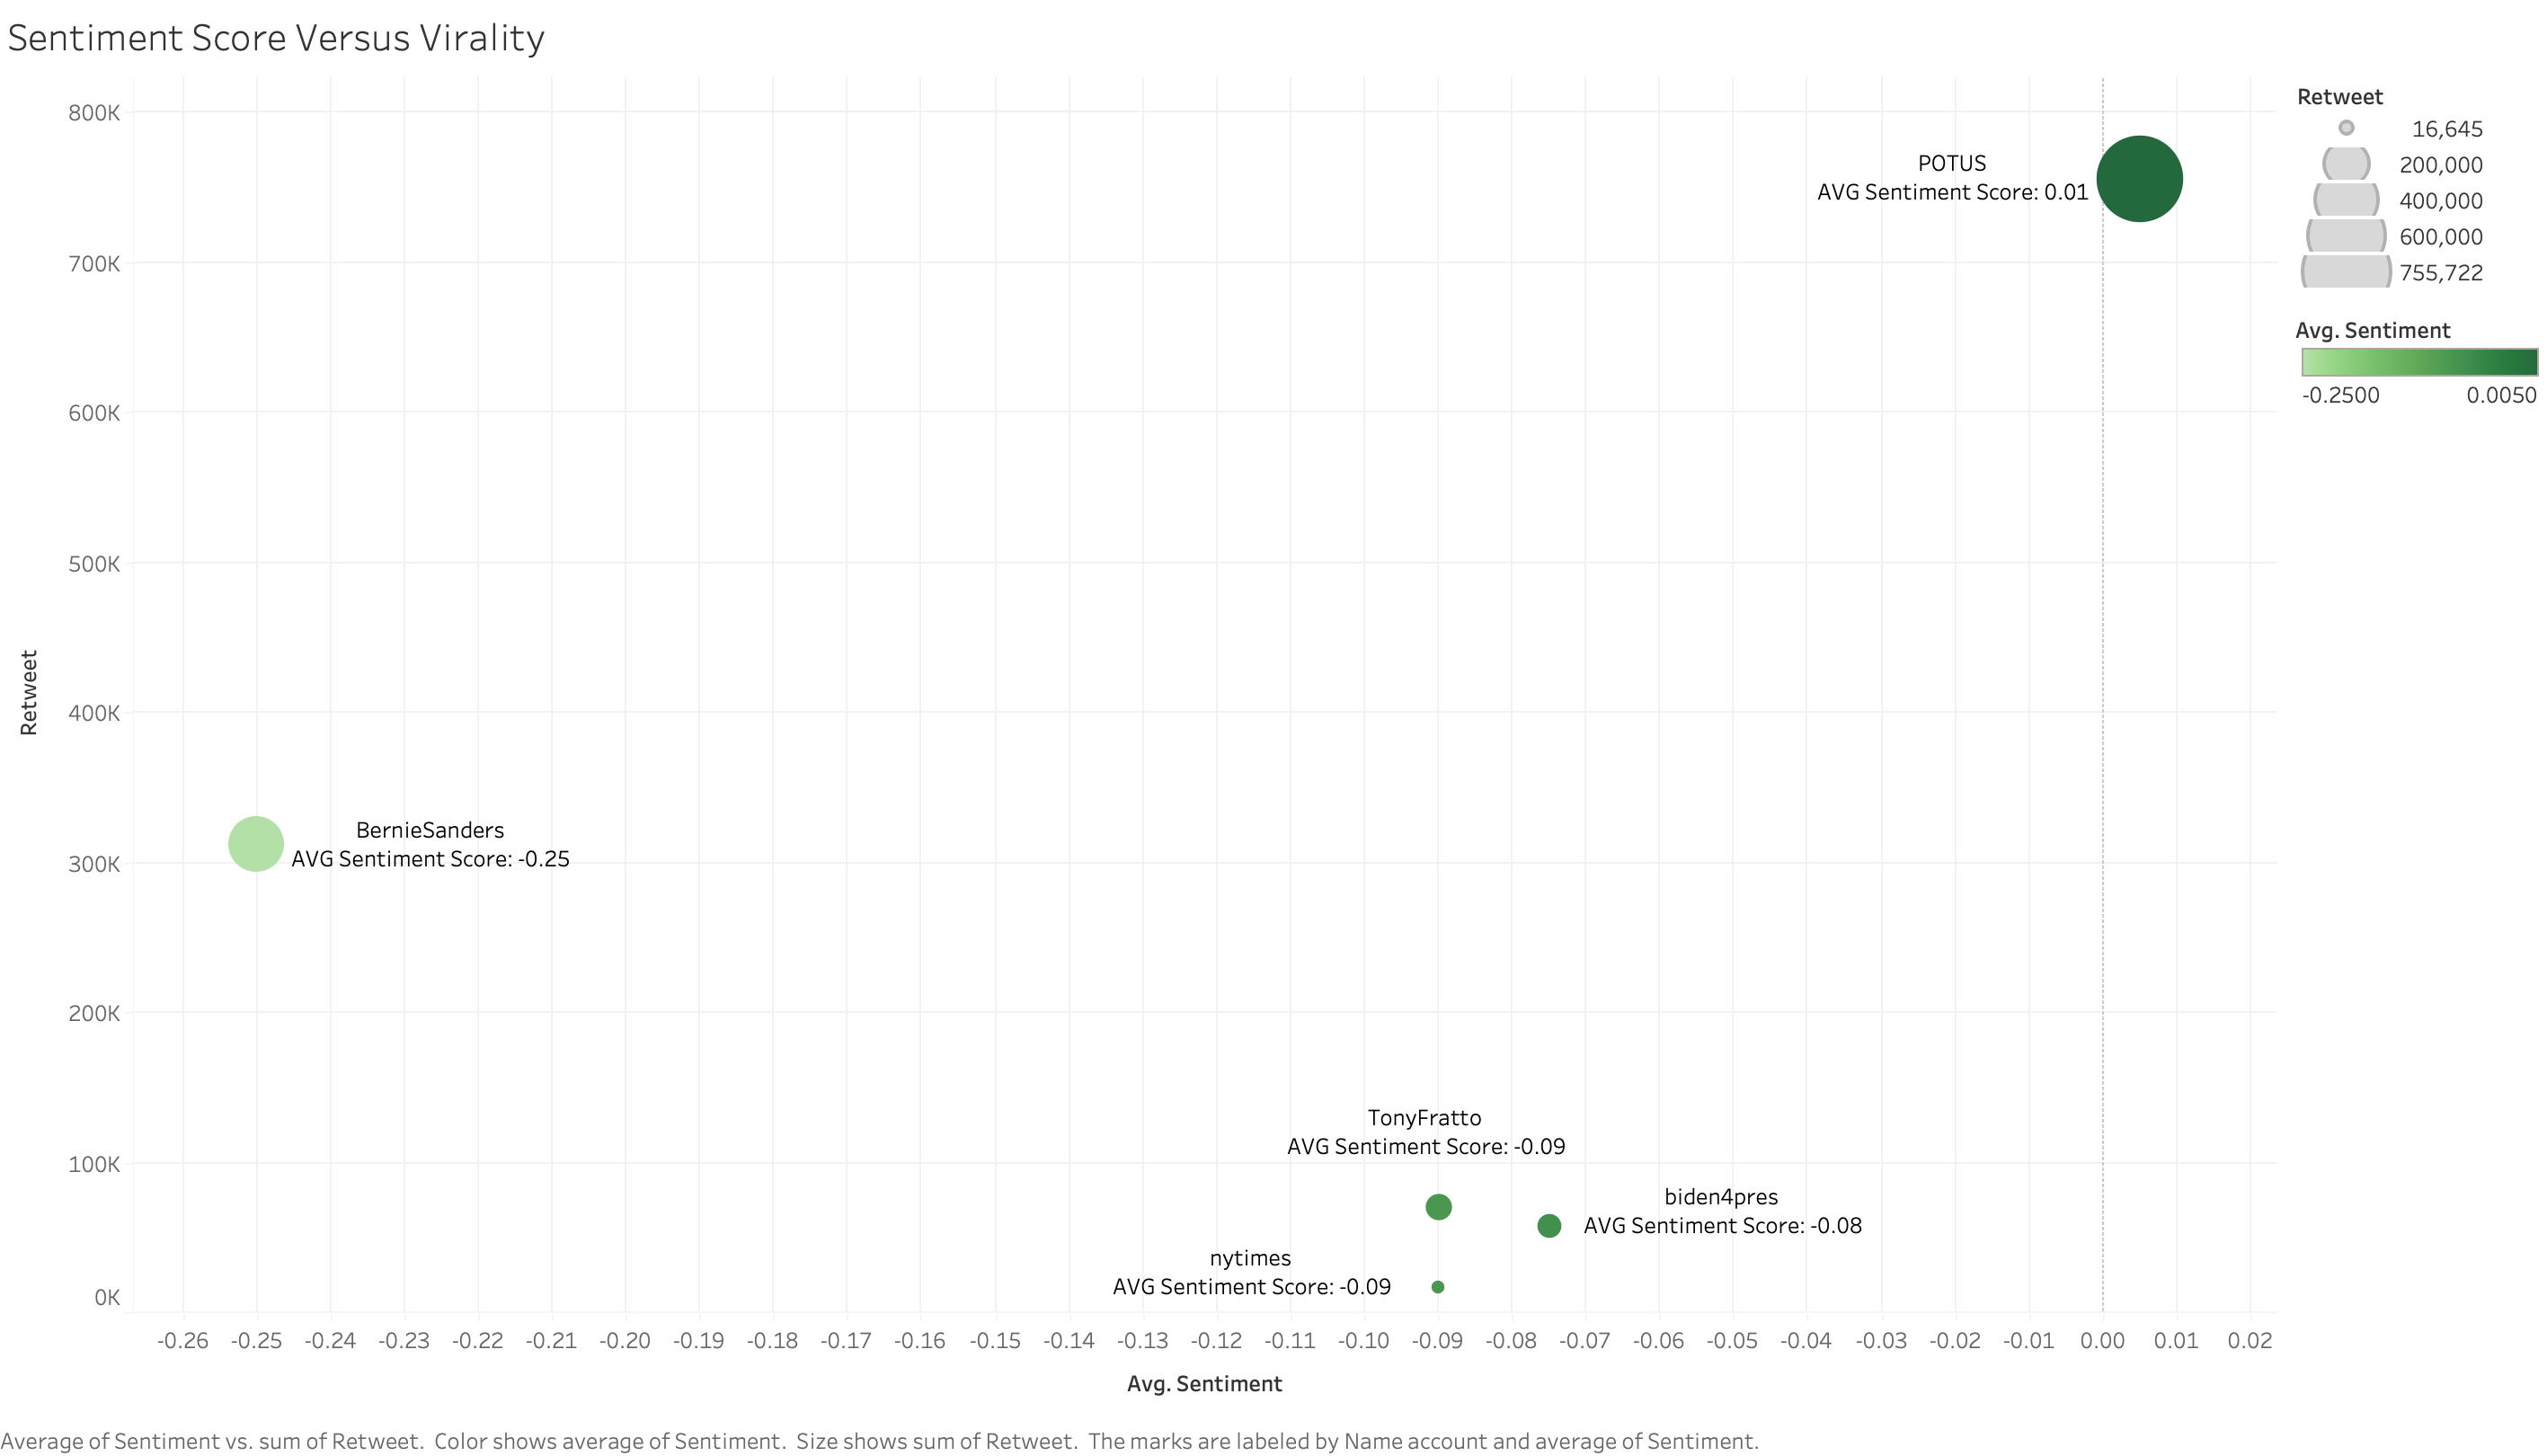 Sentiment Score Versus Virality
800K
700K
600K
500K
400K
300K
200K
100K
0K
Retweet
POTUS
AVG Sentiment Score: 0.01
BernieSanders
AVG Sentiment Score: -0.25
TonyFratto
AVG Sentiment Score: -0.09
biden4pres
AVG Sentiment Score: -0.08
nytimes
AVG Sentiment Score: -0.09
-0.26 -0.25 -0.24 -0.23 -0.22 -0.21 -0.20 -0.19 -0.18 -0.17 -0.16 -0.15 -0.14 -0.13 -0.12 -0.11 -0.10 -0.09 -0.08 -0.07 -0.06 -0.05 -0.04 -0.03 -0.02 -0.01 0.00 0.01 0.02
Avg. Sentiment
Retweet
16,645
200,000
400,000
600,000
755,722
Avg. Sentiment
-0.2500 0.0050
Average of Sentiment vs. sum of Retweet. Color shows average of Sentiment. Size shows sum of Retweet. The marks are labeled by Name account and average of Sentiment.